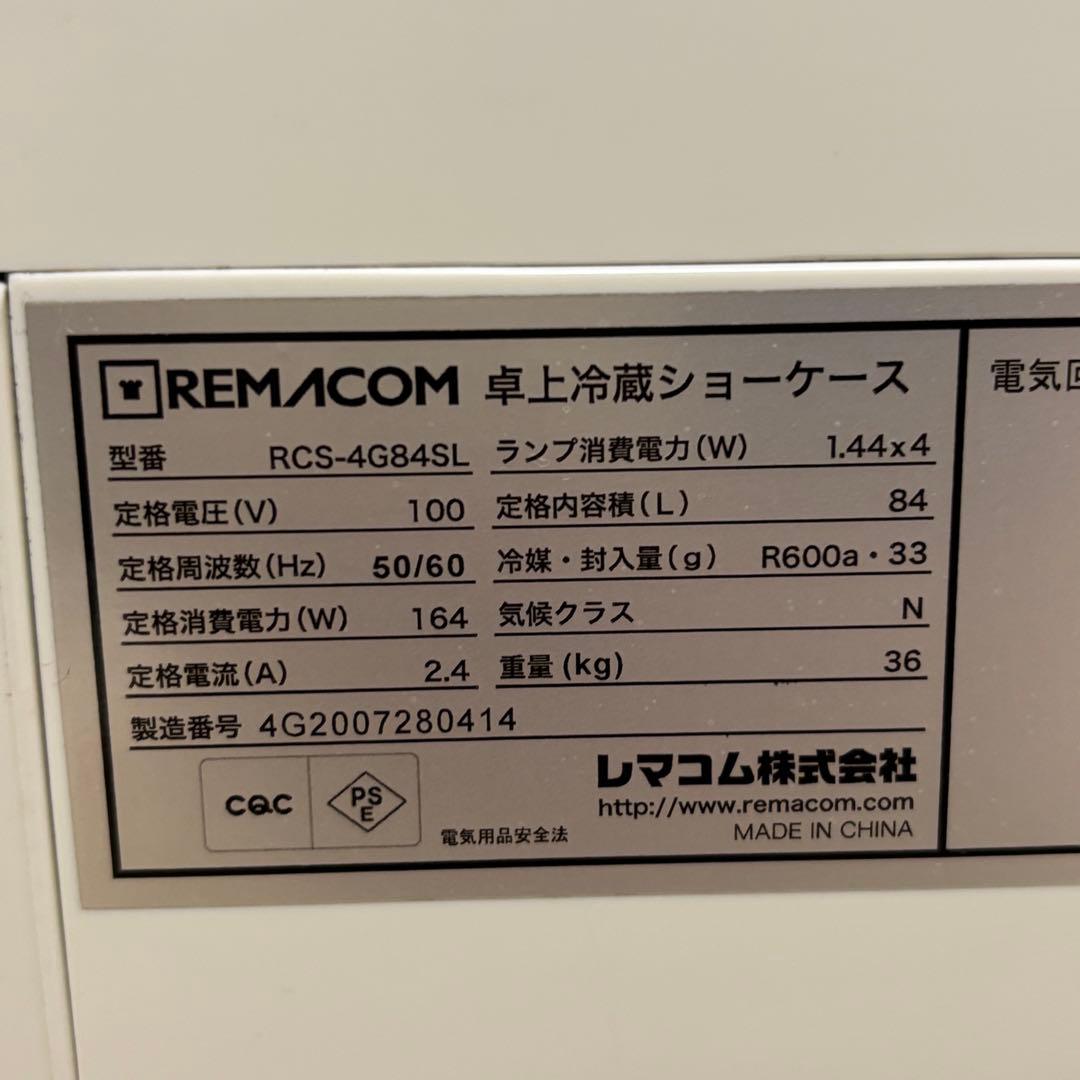 REMACOM 卓上冷蔵ショーケース
型番 RCS-4G84SL
定格電圧(V) 100
定格周波数(Hz) 50/60
定格消費電力(W) 164
定格電流(A) 2.4
ランプ消費電力(W) 1.44x4
定格内容積(L) 84
冷媒・封入量(g) R600a・33
気候クラス N
重量(kg) 36
製造番号 4G2007280414
CQC
PS
E
電気用品安全法
レマコム株式会社
http://www.remacom.com
MADE IN CHINA
電気回